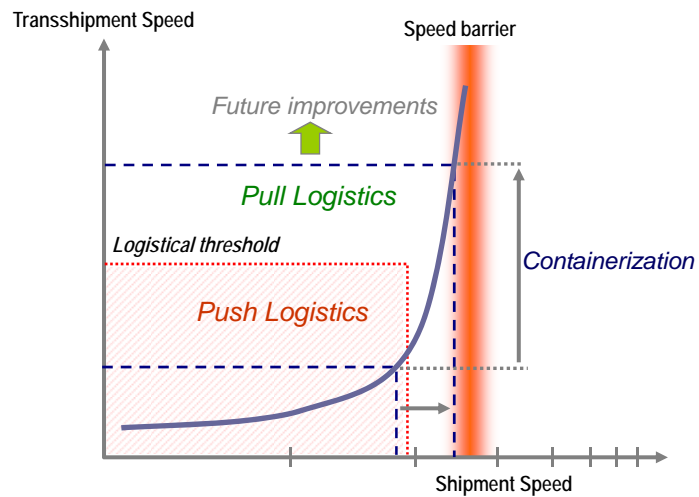 Transshipment Speed
Speed barrier
Future improvements
Pull Logistics
Logistical threshold
Containerization
Push Logistics
Shipment Speed